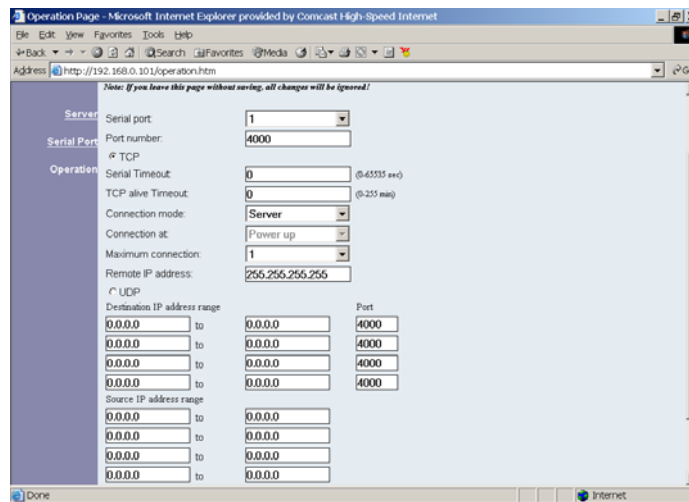 Operation Page - Microsoft Internet Explorer provided by Comcast High-Speed Internet
File Edit View Favorites Tools Help
Back Search Favorites Media
Address http://192.168.0.101/operation.htm
Note: If you leave this page without saving, all changes will be ignored!
Server
Serial Port
Operation
Serial port: 1
Port number: 4000
TCP
Serial Timeout: 0 (0-65535 sec)
TCP alive Timeout: 0 (0-255 min)
Connection mode: Server
Connection at: Power up
Maximum connection: 1
Remote IP address: 255.255.255.255
UDP
Destination IP address range Port
0.0.0.0 to 0.0.0.0 4000
0.0.0.0 to 0.0.0.0 4000
0.0.0.0 to 0.0.0.0 4000
0.0.0.0 to 0.0.0.0 4000
Source IP address range
0.0.0.0 to 0.0.0.0
0.0.0.0 to 0.0.0.0
0.0.0.0 to 0.0.0.0
0.0.0.0 to 0.0.0.0
Done Internet